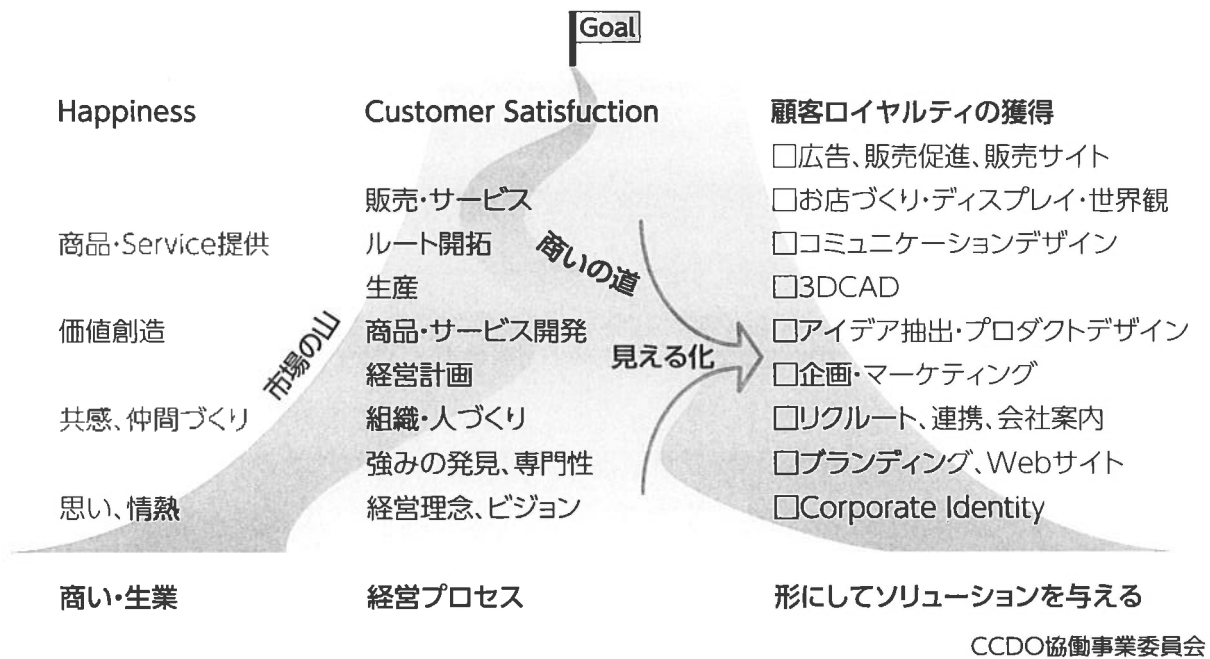 Goal
Happiness
Customer Satisfuction
顧客ロイヤルティの獲得
□広告、販売促進、販売サイト
販売・サービス
□お店づくり・ディスプレイ・世界観
商品・Service提供
ルート開拓
商いの道
□コミュニケーションデザイン
生産
□3DCAD
価値創造
市場の山
商品・サービス開発
見える化
□アイデア抽出・プロダクトデザイン
経営計画
□企画・マーケティング
共感、仲間づくり
組織・人づくり
□リクルート、連携、会社案内
強みの発見、専門性
□ブランディング、Webサイト
思い、情熱
経営理念、ビジョン
□Corporate Identity
商い・生業
経営プロセス
形にしてソリューションを与える
CCDO協働事業委員会